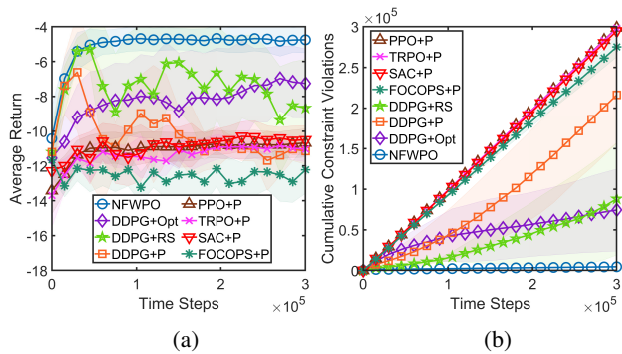 -4
-6
-8
-10
-12
-14
-16
-18
Average Return
NFWPO
DDPG+Opt
DDPG+RS
DDPG+P
PPO+P
TRPO+P
SAC+P
FOCOPS+P
0 1 2 3
Time Steps
×10^5
(a)
×10^5
3
2.5
2
1.5
1
0.5
0
Cumulative Constraint Violations
PPO+P
TRPO+P
SAC+P
FOCOPS+P
DDPG+RS
DDPG+P
DDPG+Opt
NFWPO
0 1 2 3
Time Steps
×10^5
(b)